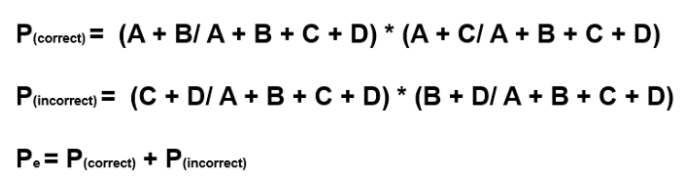 P(correct) = (A + B/ A + B + C + D) * (A + C/ A + B + C + D)
P(incorrect) = (C + D/ A + B + C + D) * (B + D/ A + B + C + D)
Pe = P(correct) + P(incorrect)